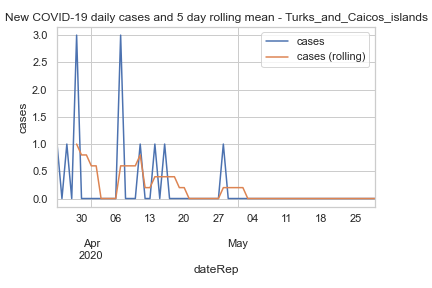 New COVID-19 daily cases and 5 day rolling mean - Turks_and_Caicos_islands
cases
cases (rolling)
3.0
2.5
2.0
1.5
1.0
0.5
0.0
cases
30 06 13 20 27 04 11 18 25
Apr May
2020
dateRep